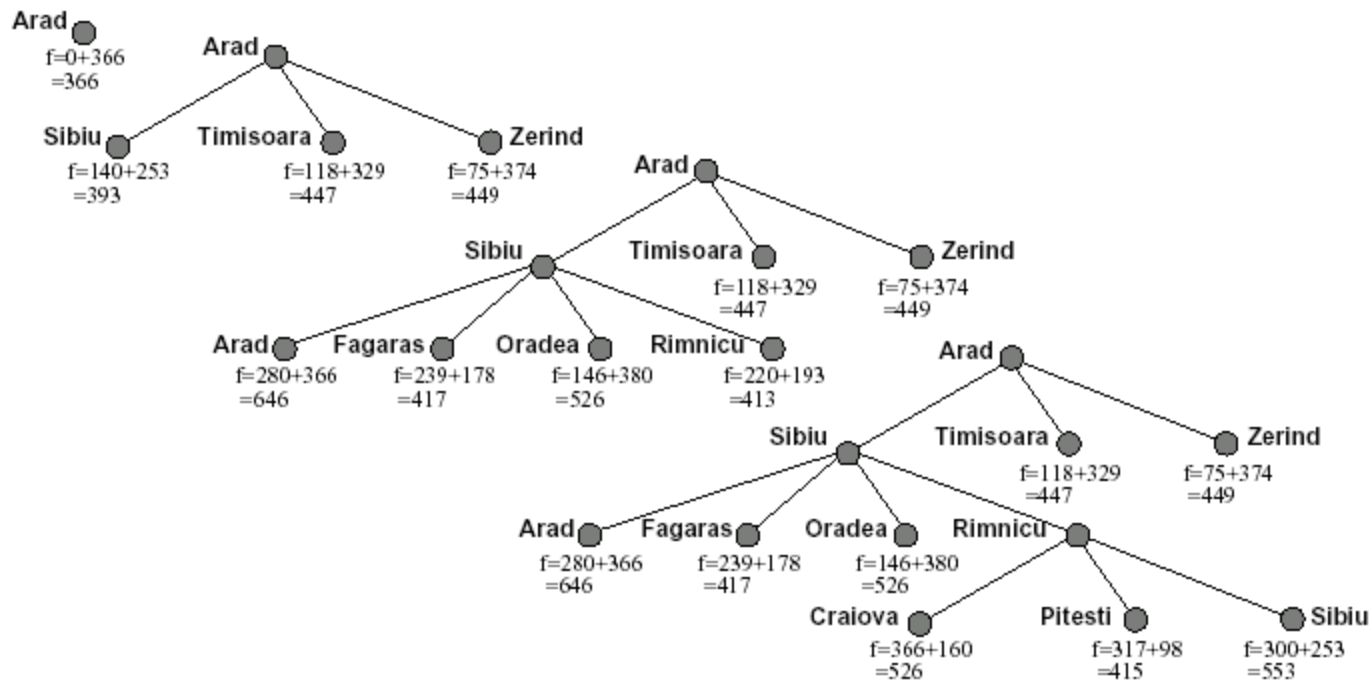 Arad
f=0+366
=366
Arad
Sibiu
f=140+253
=393
Timisoara
f=118+329
=447
Zerind
f=75+374
=449
Arad
Sibiu
Timisoara
f=118+329
=447
Zerind
f=75+374
=449
Arad
f=280+366
=646
Fagaras
f=239+178
=417
Oradea
f=146+380
=526
Rimnicu
f=220+193
=413
Arad
Sibiu
Timisoara
f=118+329
=447
Zerind
f=75+374
=449
Arad
f=280+366
=646
Fagaras
f=239+178
=417
Oradea
f=146+380
=526
Rimnicu
Craiova
f=366+160
=526
Pitesti
f=317+98
=415
Sibiu
f=300+253
=553